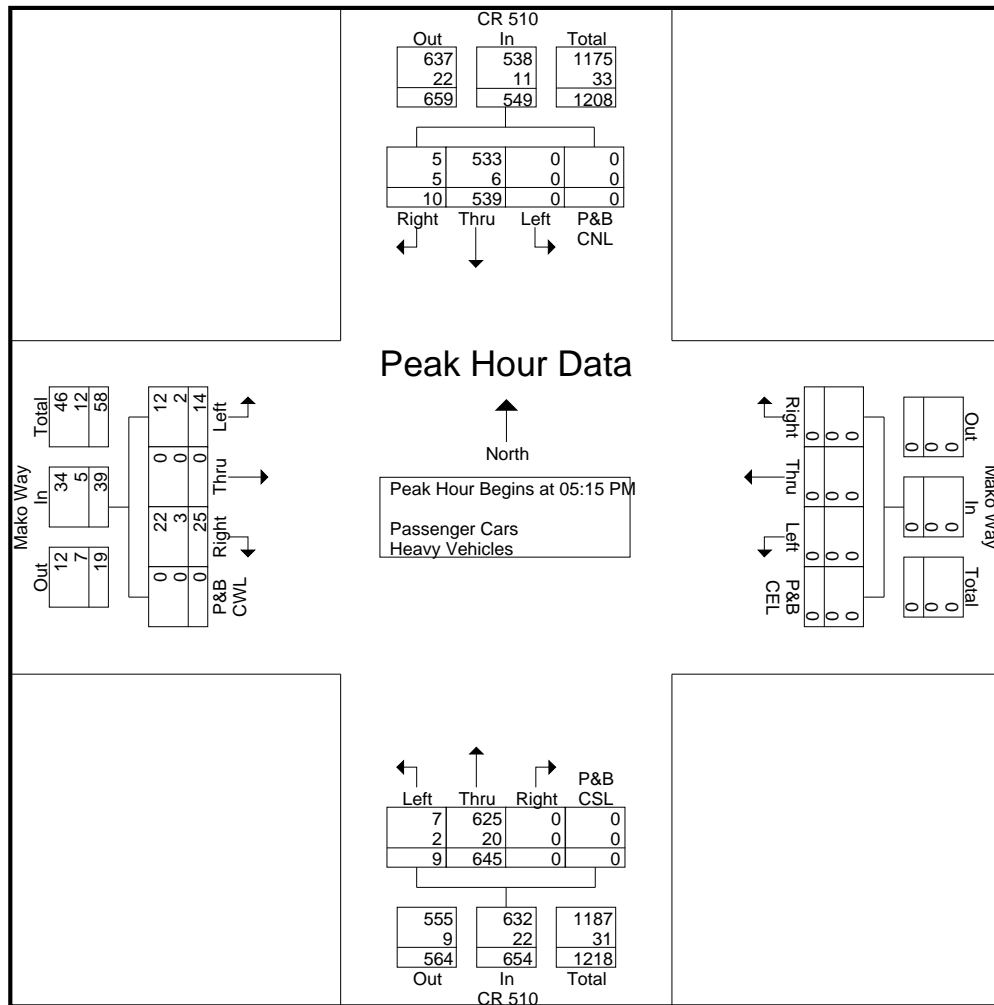 CR 510
Out In Total
637 538 1175
22 11 33
659 549 1208
5 533 0 0
5 6 0 0
10 539 0 0
Right Thru Left P&B
CNL
Peak Hour Data
North
Peak Hour Begins at 05:15 PM
Passenger Cars
Heavy Vehicles
Mako Way
Total In Out
46 34 12
12 5 7
58 39 19
12 0 22 0
2 0 3 0
14 0 25 0
Left Thru Right P&B
CWL
Mako Way
Out In Total
0 0 0
0 0 0
0 0 0
0 0 0 0
0 0 0 0
0 0 0 0
Right Thru Left P&B
CEL
Left Thru Right P&B
CSL
7 625 0 0
2 20 0 0
9 645 0 0
555 632 1187
9 22 31
564 654 1218
Out In Total
CR 510